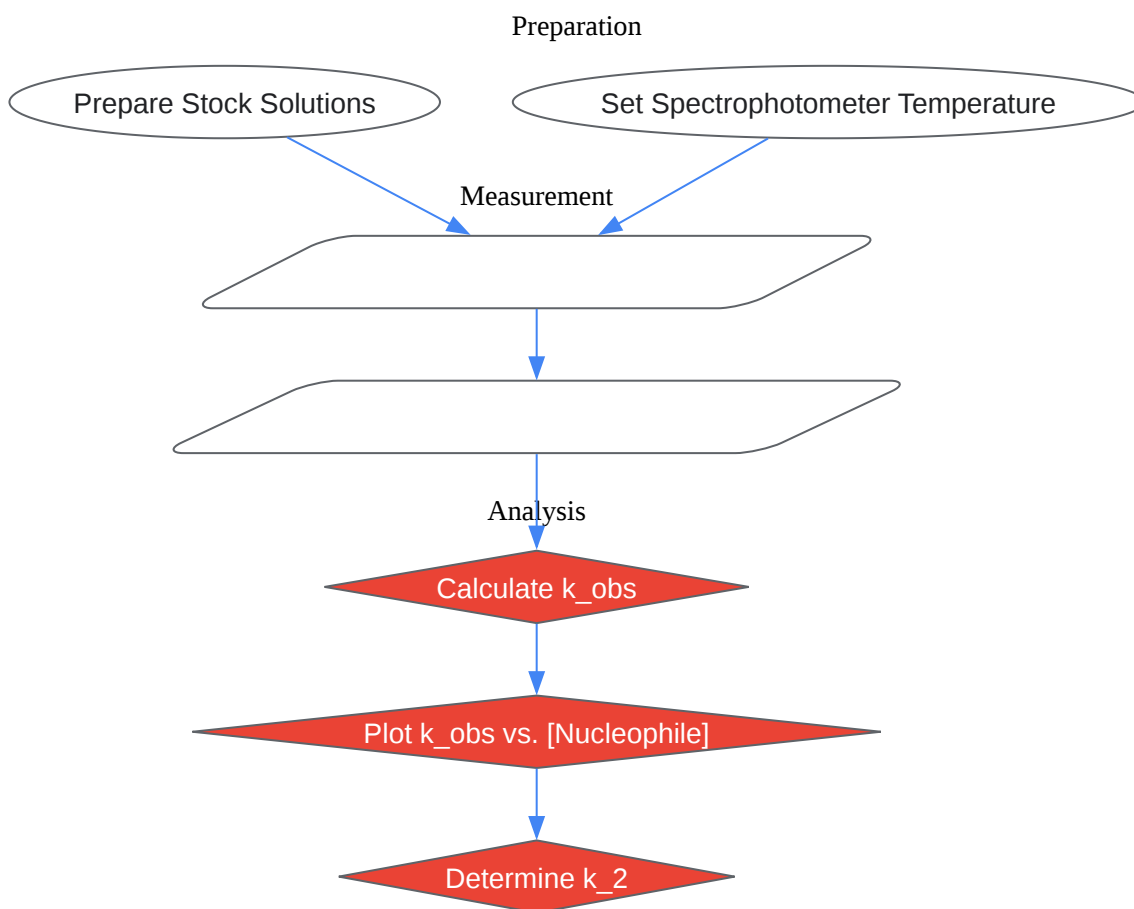 Preparation
Prepare Stock Solutions
Set Spectrophotometer Temperature
Measurement
Analysis
Calculate k_obs
Plot k_obs vs. [Nucleophile]
Determine k_2